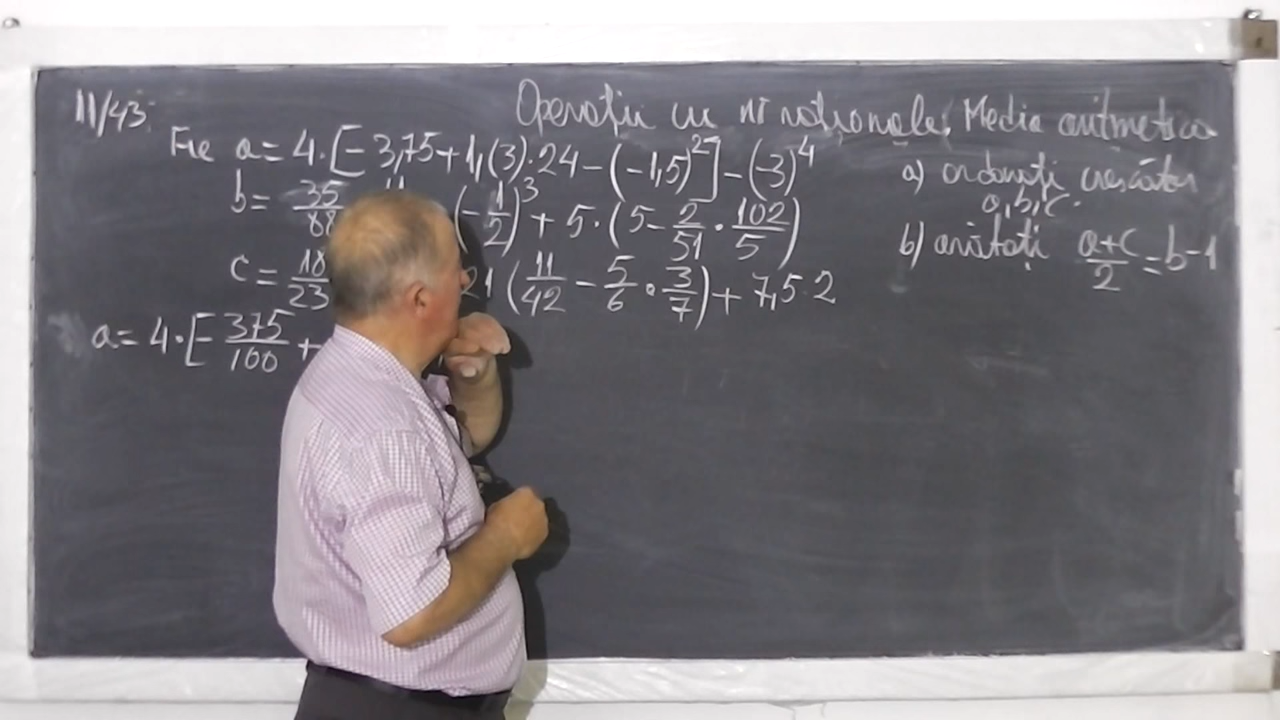 11/43: Operații cu nr raționale, Media aritmetica
Fie a = 4·[-3,75+1,(3)·24-(-1,5)²]-(-3)⁴
b = 35/88 (-1/2)³ + 5·(5-2/51·102/5)
c = 18/23 21(11/42-5/6·3/7)+7,5·2
a = 4·[-375/100+
a) ordonați crescător
a,b,c.
b) arătați (a+c)/2=b-1